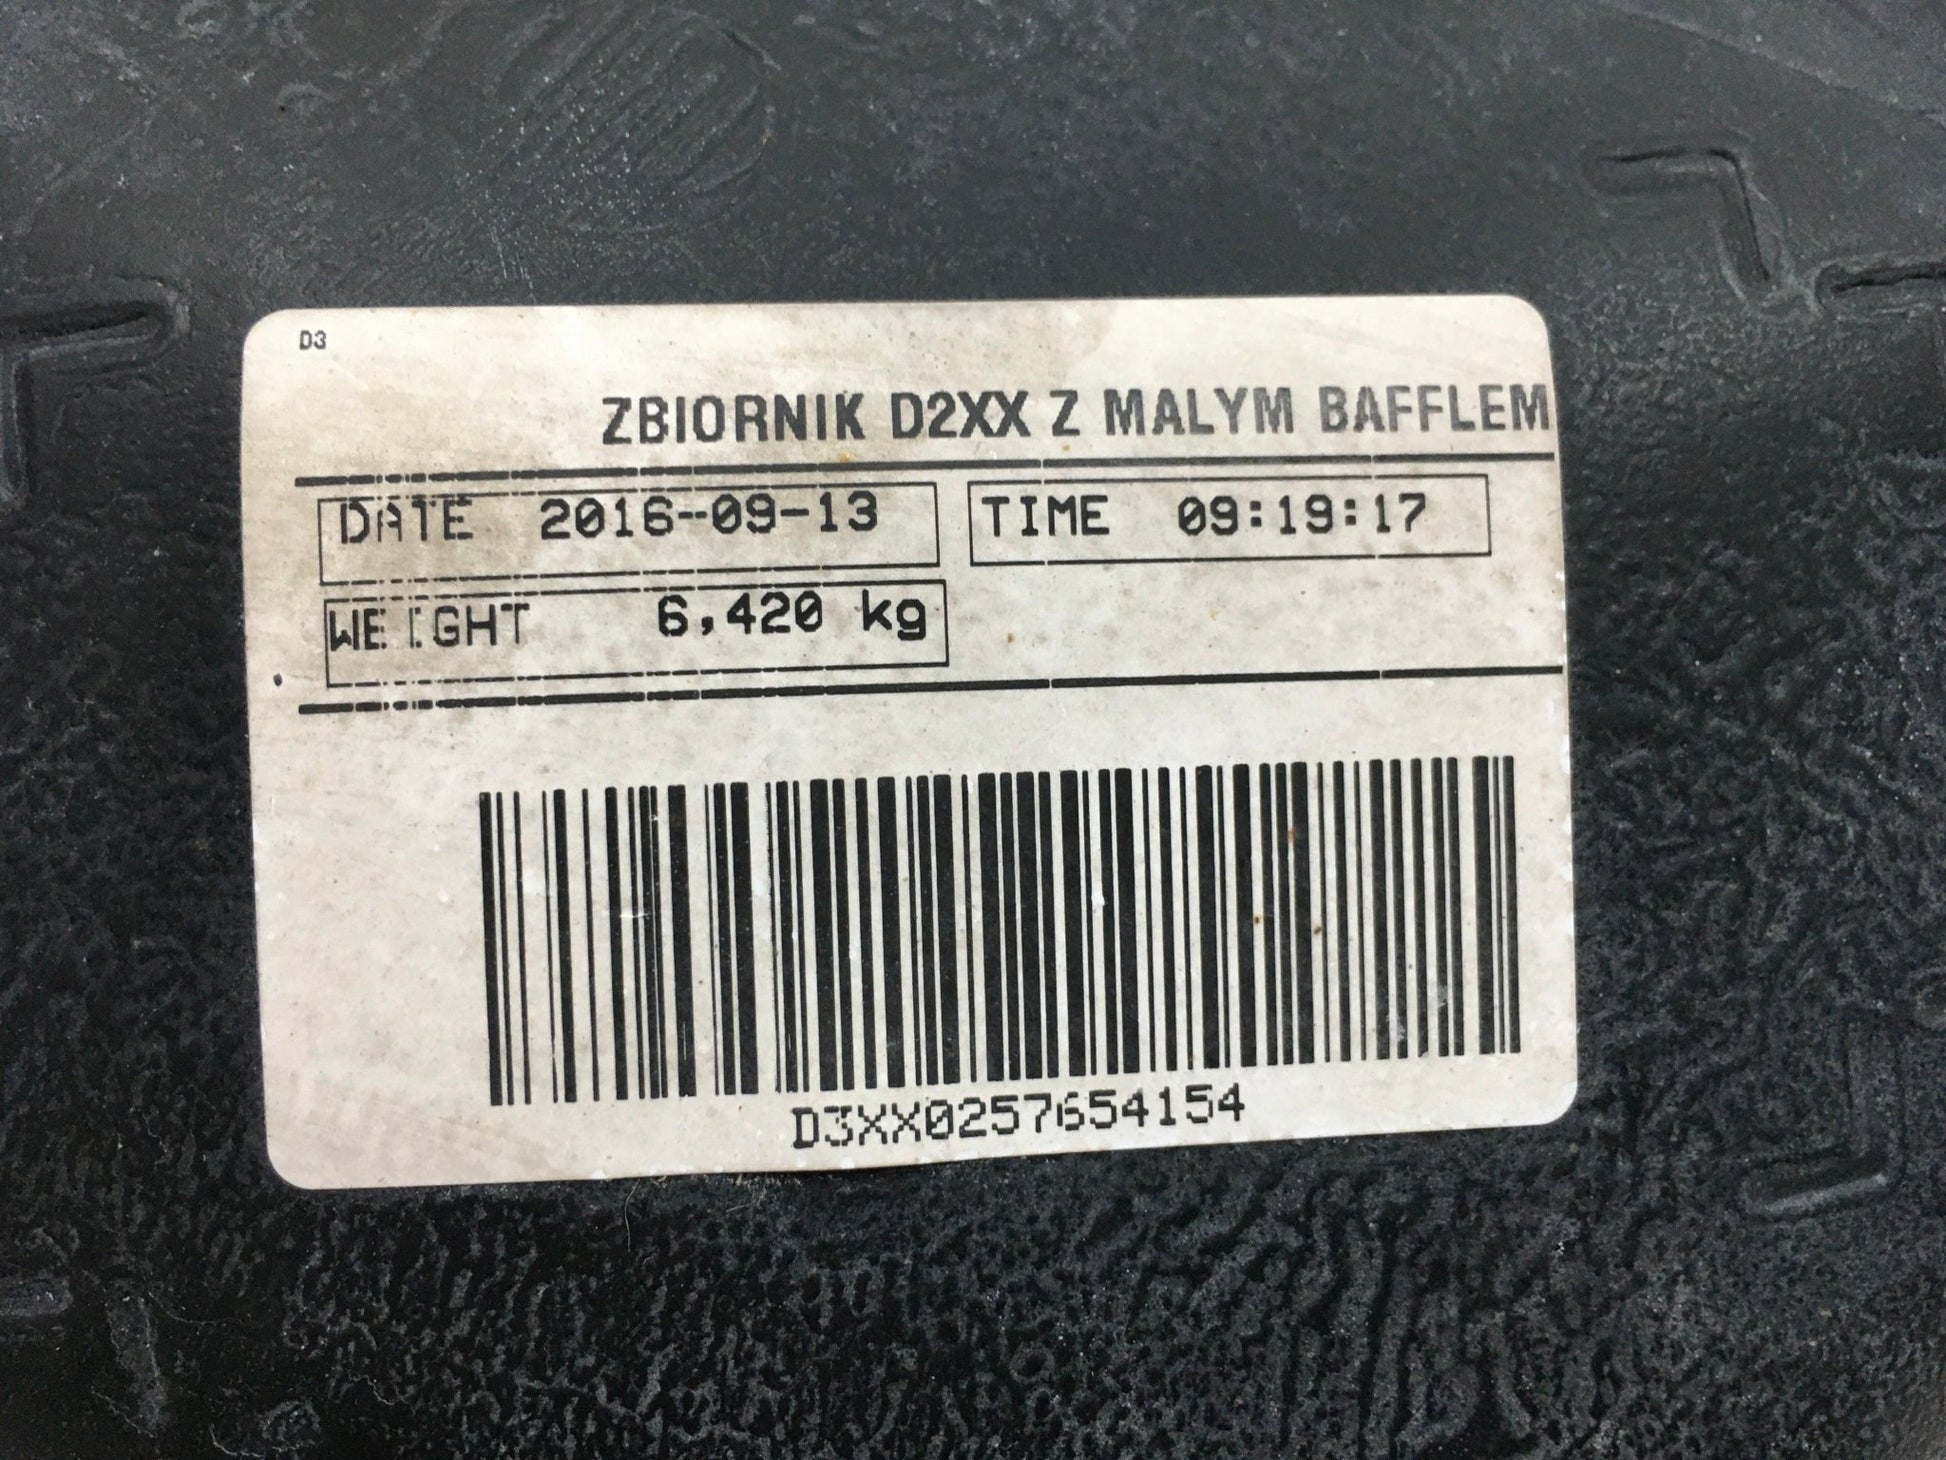 D3
ZBIORNIK D2XX Z MALYM BAFFLEM
DATE 2016-09-13 TIME 09:19:17
WEIGHT 6,420 kg
D3XX0257654154